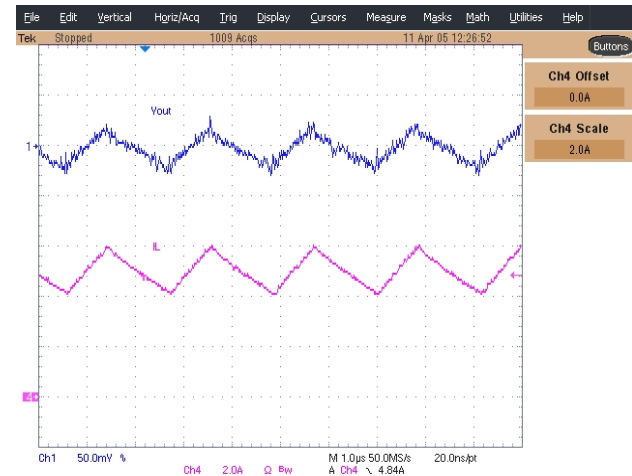 File Edit Vertical Horiz/Acq Trig Display Cursors Measure Masks Math Utilities Help
Tek Stopped 1009 Acqs 11 Apr 05 12:26:52
Buttons
Ch4 Offset
0.0A
Ch4 Scale
2.0A
Vout
1
IL
4
Ch1 50.0mV M 1.0µs 50.0MS/s 20.0ns/pt
Ch4 2.0A Ω Bw A Ch4 4.84A